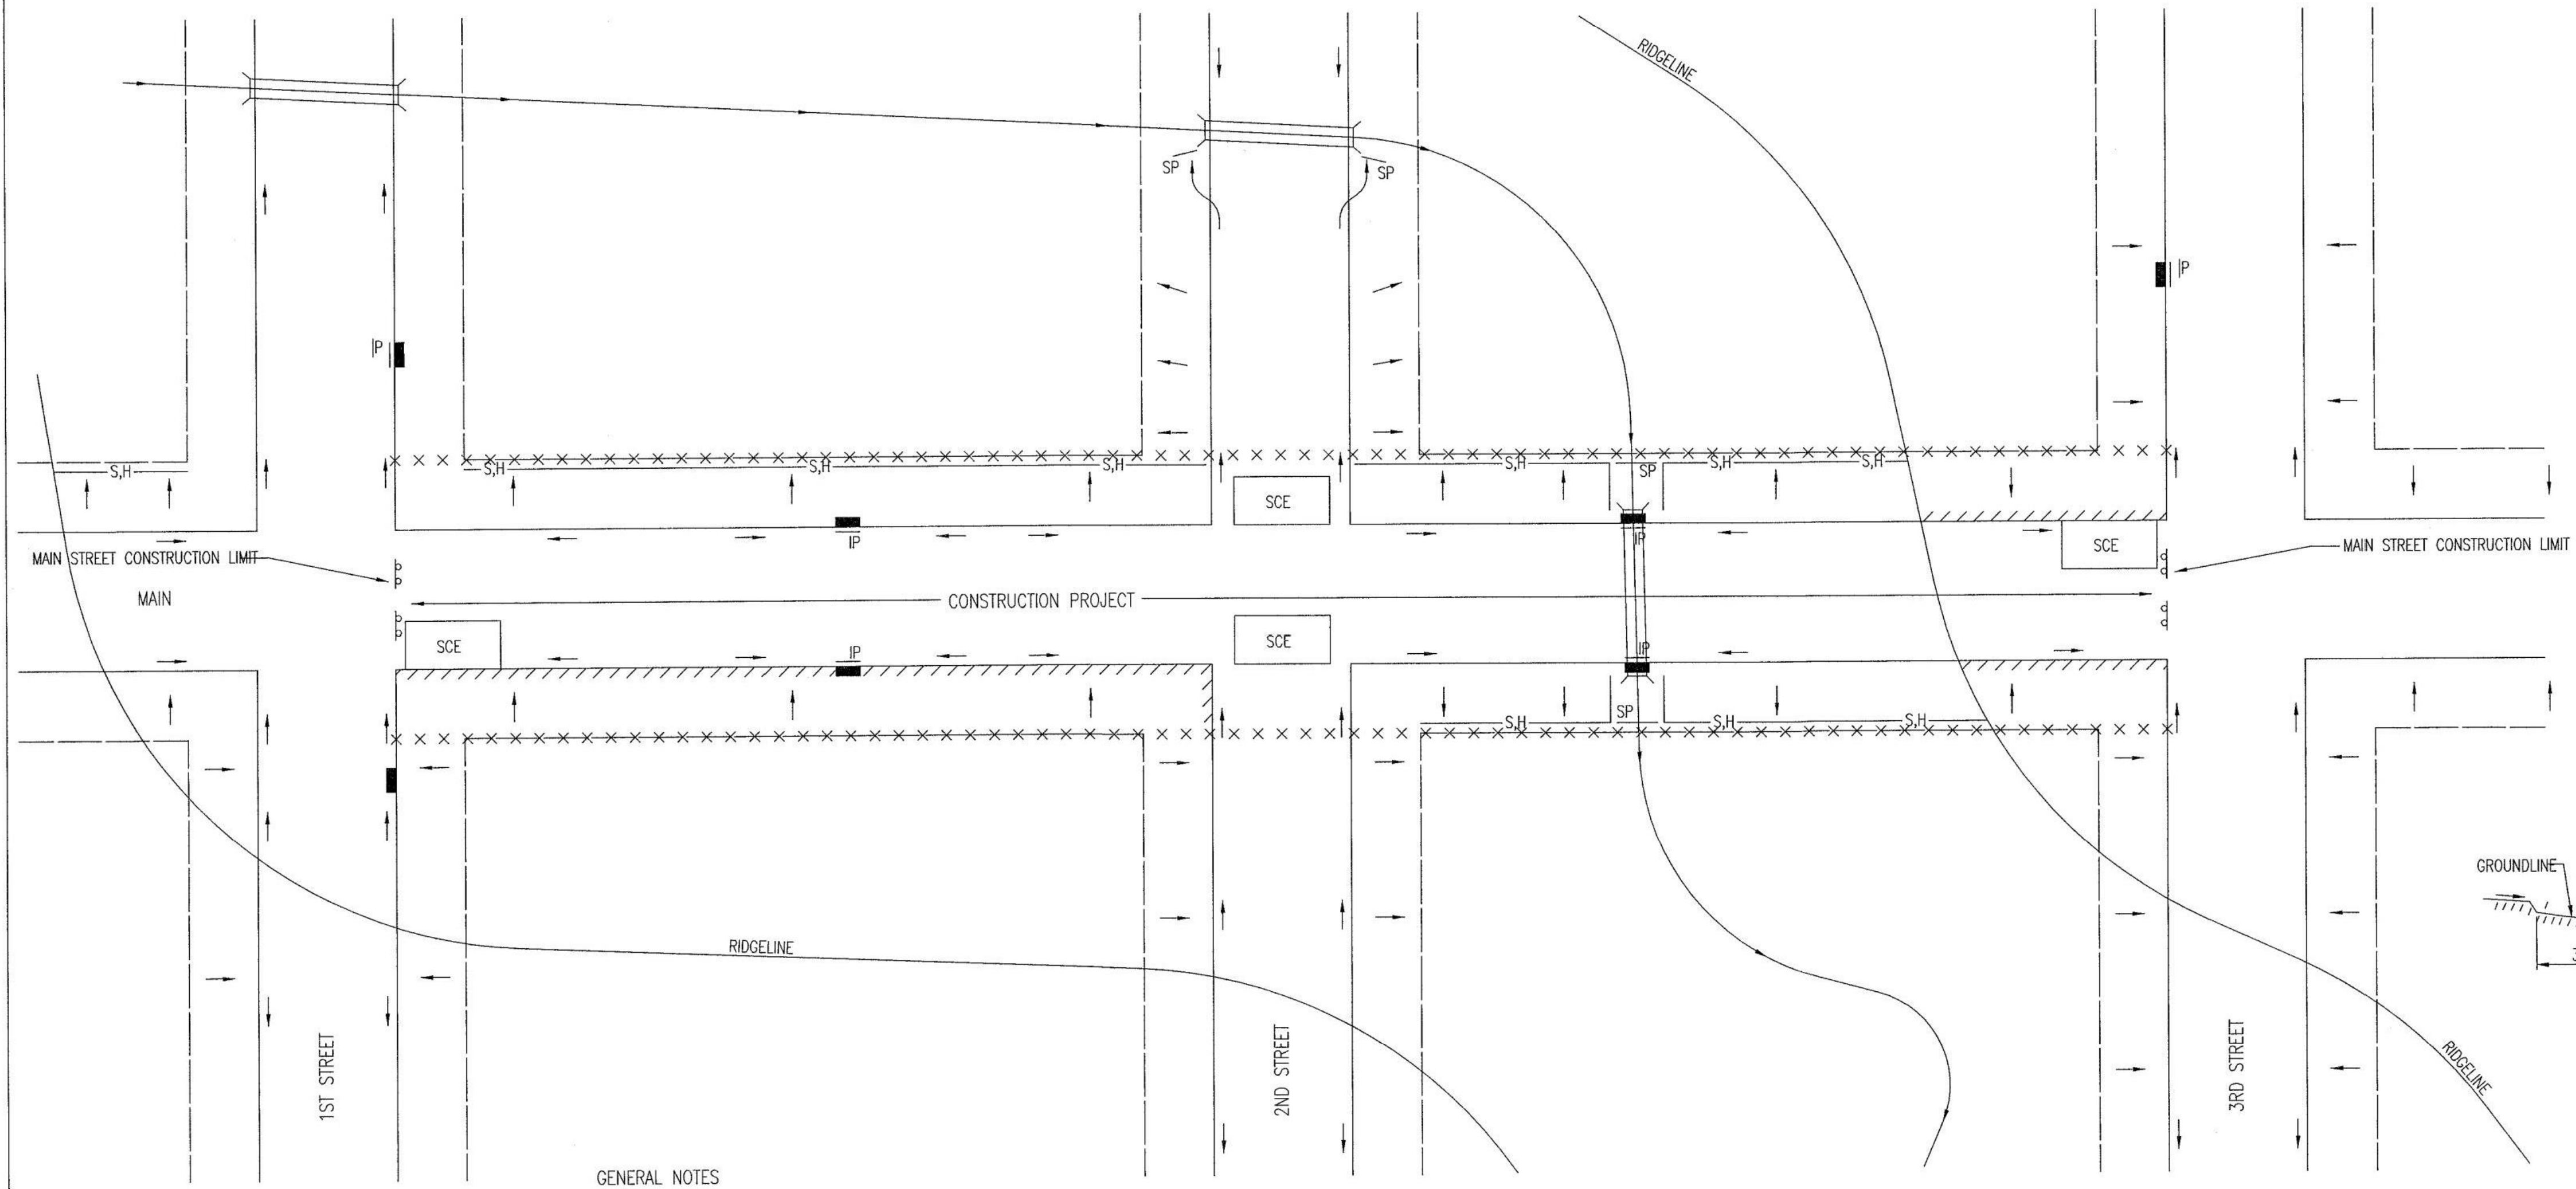 RIDGELINE
SP
SP
IP
IP
S,H
S,H
S,H
S,H
S,H
SP
S,H
S,H
SCE
IP
IP
SCE
MAIN STREET CONSTRUCTION LIMIT
MAIN STREET CONSTRUCTION LIMIT
MAIN
CONSTRUCTION PROJECT
SCE
SCE
IP
IP
S,H
SP
S,H
S,H
GROUNDLINE
RIDGELINE
1ST STREET
2ND STREET
3RD STREET
RIDGELINE
GENERAL NOTES